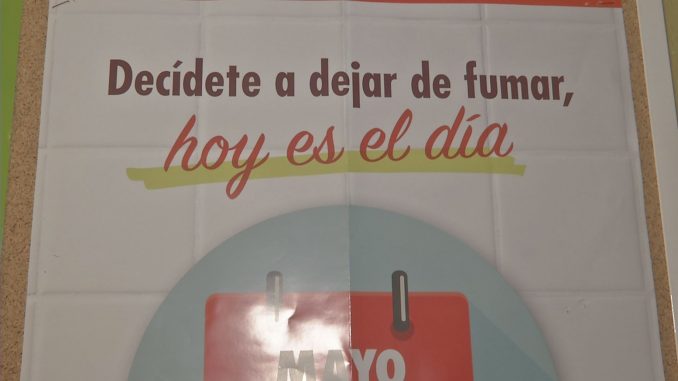 Decídete a dejar de fumar,
hoy es el día
MAYO